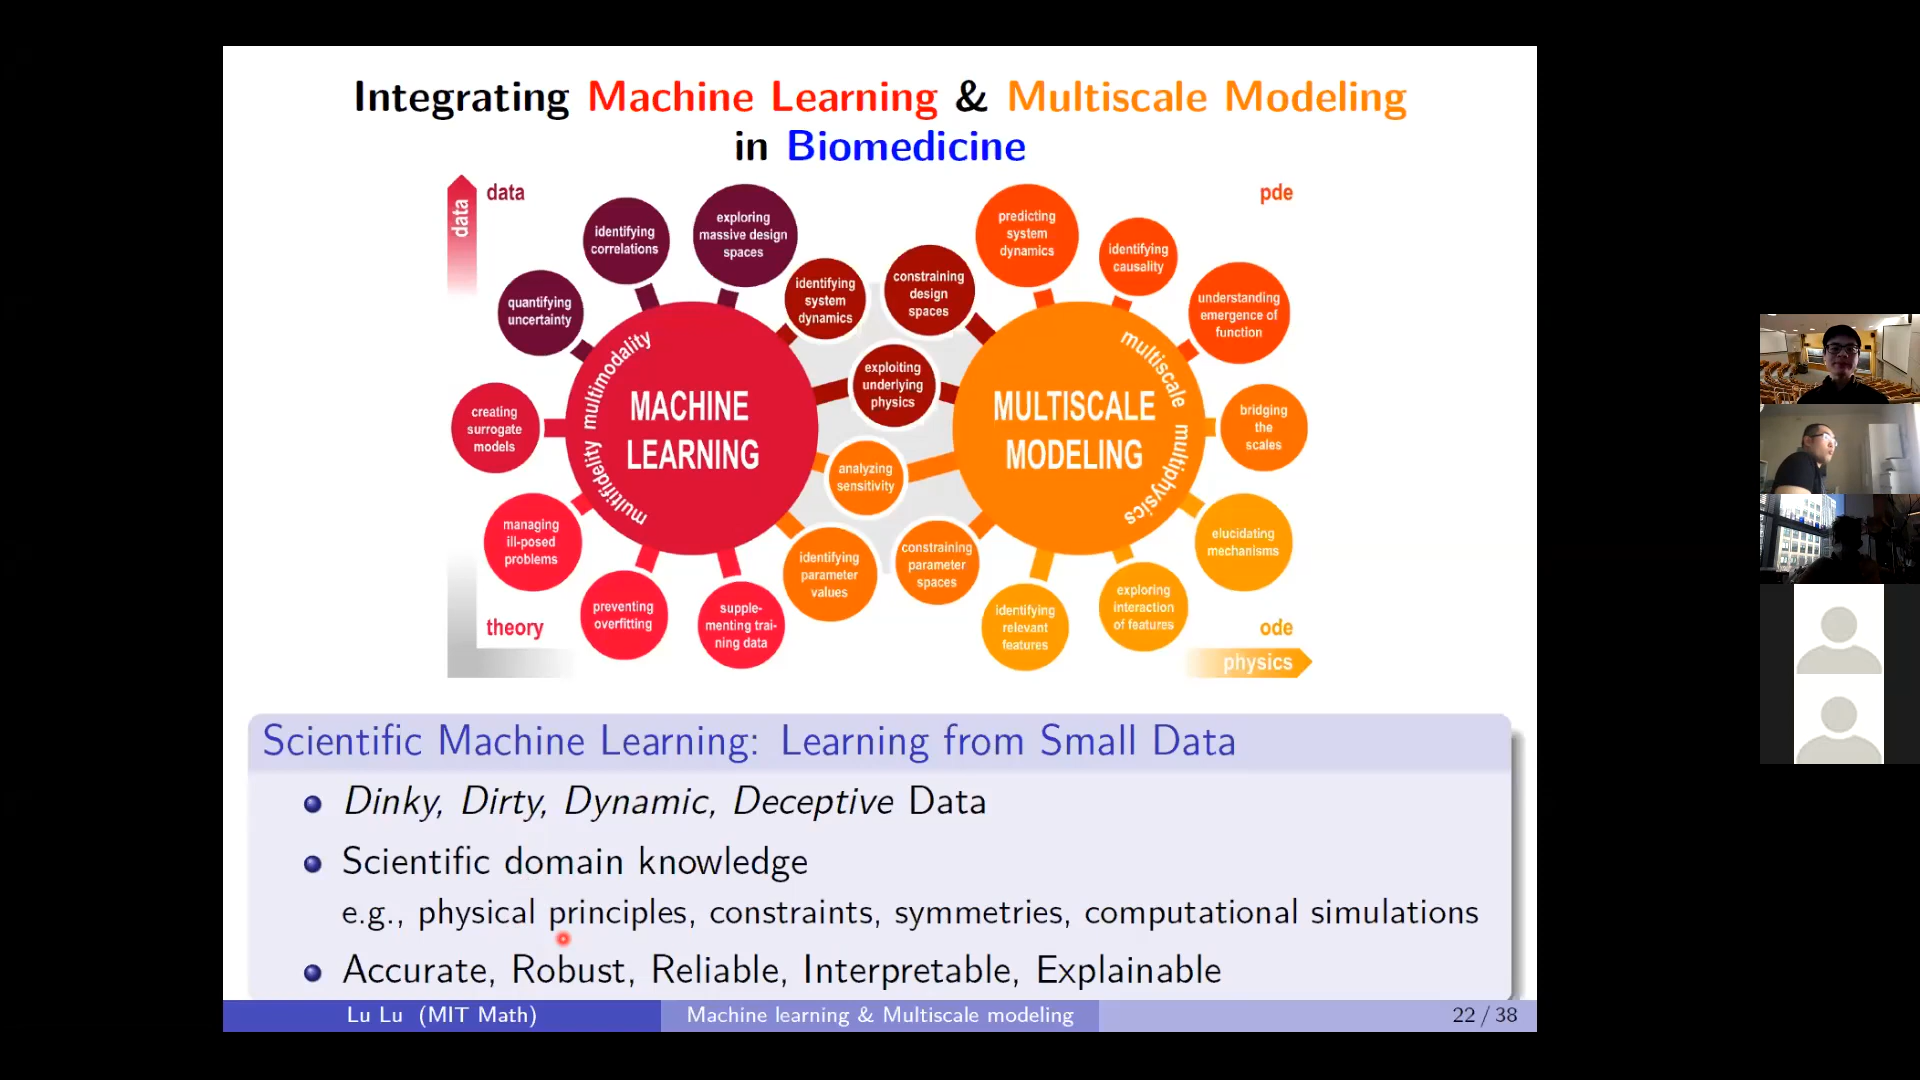 Integrating Machine Learning & Multiscale Modeling
in Biomedicine
data
data
pde
identifying
correlations
exploring
massive design
spaces
quantifying
uncertainty
creating
surrogate
models
managing
ill-posed
problems
preventing
overfitting
supple-
menting trai-
ning data
multimodality
multifidelity
MACHINE
LEARNING
identifying
system
dynamics
constraining
design
spaces
exploiting
underlying
physics
analyzing
sensitivity
identifying
parameter
values
constraining
parameter
spaces
MULTISCALE
MODELING
multiscale
multiphysics
predicting
system
dynamics
identifying
causality
understanding
emergence of
function
bridging
the
scales
elucidating
mechanisms
exploring
interaction
of features
identifying
relevant
features
theory
ode
physics
Scientific Machine Learning: Learning from Small Data
Dinky, Dirty, Dynamic, Deceptive Data
Scientific domain knowledge
e.g., physical principles, constraints, symmetries, computational simulations
Accurate, Robust, Reliable, Interpretable, Explainable
Lu Lu (MIT Math)
Machine learning & Multiscale modeling
22 / 38